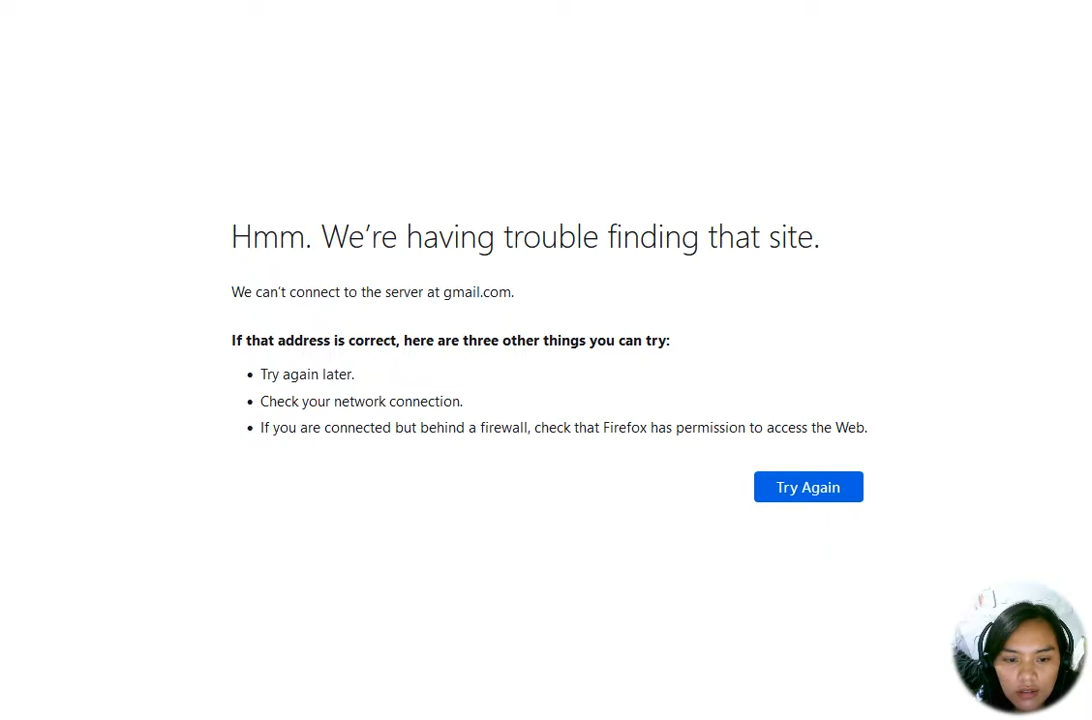 Hmm. We’re having trouble finding that site.
We can’t connect to the server at gmail.com.
If that address is correct, here are three other things you can try:
• Try again later.
• Check your network connection.
• If you are connected but behind a firewall, check that Firefox has permission to access the Web.
Try Again